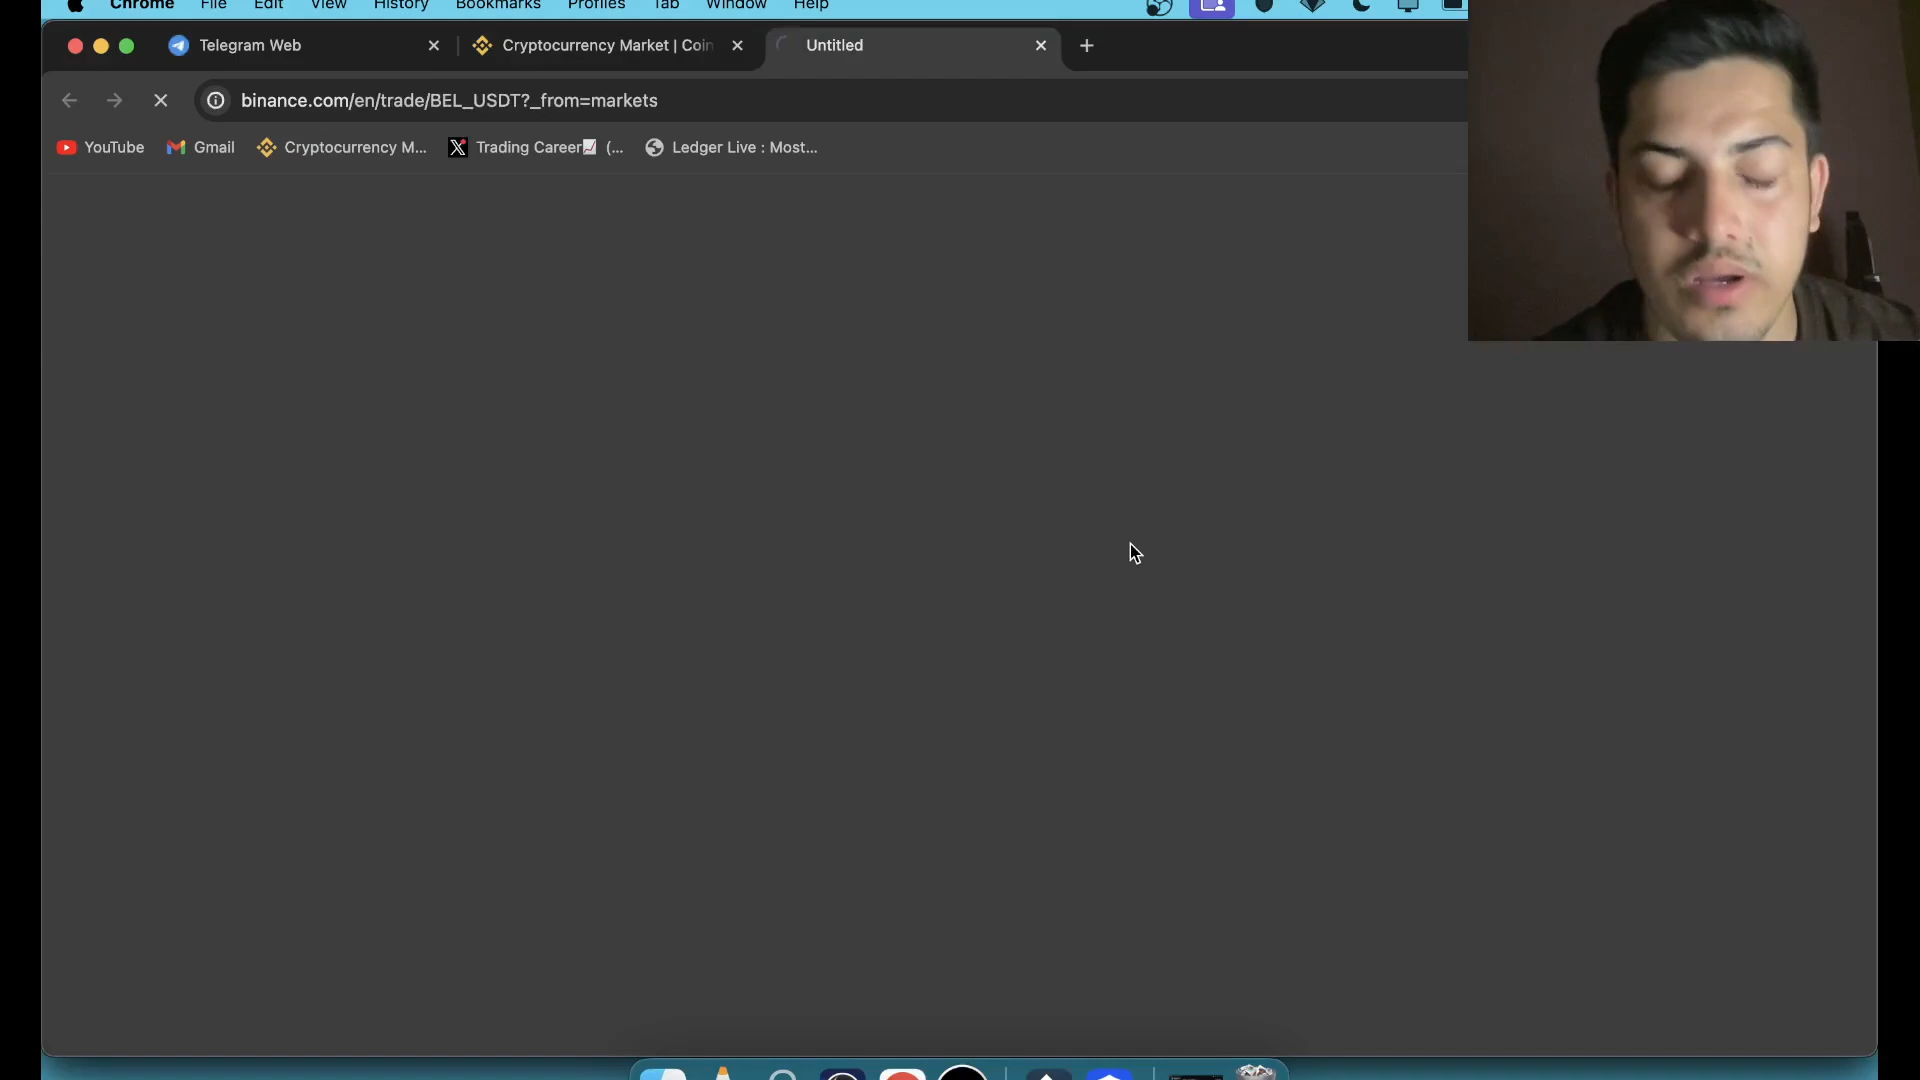 Chrome File Edit View History Bookmarks Profiles Tab Window Help
Telegram Web Cryptocurrency Market | Coin Untitled
binance.com/en/trade/BEL_USDT?_from=markets
YouTube Gmail Cryptocurrency M... Trading Career📈 (... Ledger Live : Most...